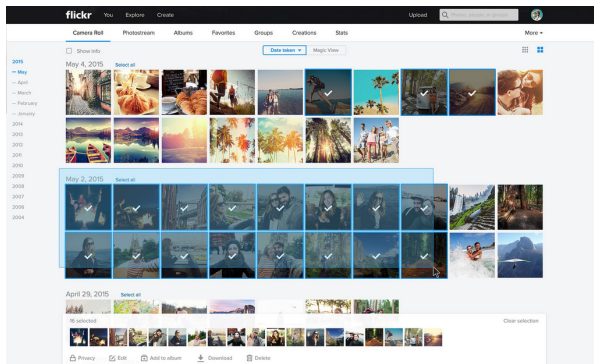 flickr You Explore Create Upload
Camera Roll Photostream Albums Favorites Groups Creations Stats More
Show info Date taken Magic View
2015
– May
– April
– March
– February
– January
2014
2013
2012
2011
2010
2009
2008
2007
2006
2004
May 4, 2015 Select all
May 2, 2015 Select all
April 29, 2015 Select all
16 selected Clear selection
Privacy Edit Add to album Download Delete